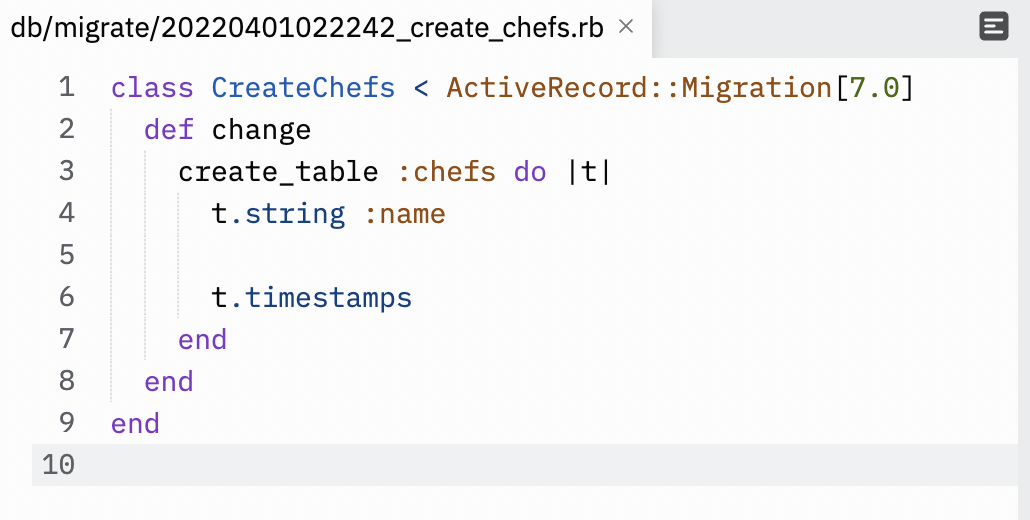 db/migrate/20220401022242_create_chefs.rb ×
1 class CreateChefs < ActiveRecord::Migration[7.0]
2   def change
3     create_table :chefs do |t|
4       t.string :name
5
6       t.timestamps
7     end
8   end
9 end
10